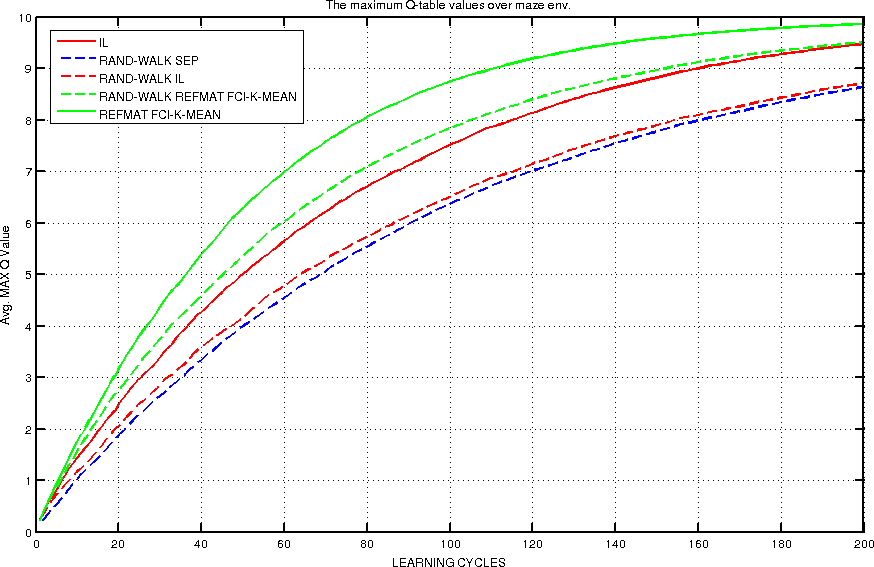 The maximum Q-table values over maze env.
10
9
8
7
6
5
4
3
2
1
0
Avg. MAX Q Value
IL
RAND-WALK SEP
RAND-WALK IL
RAND-WALK REFMAT FCI-K-MEAN
REFMAT FCI-K-MEAN
0 20 40 60 80 100 120 140 160 180 200
LEARNING CYCLES